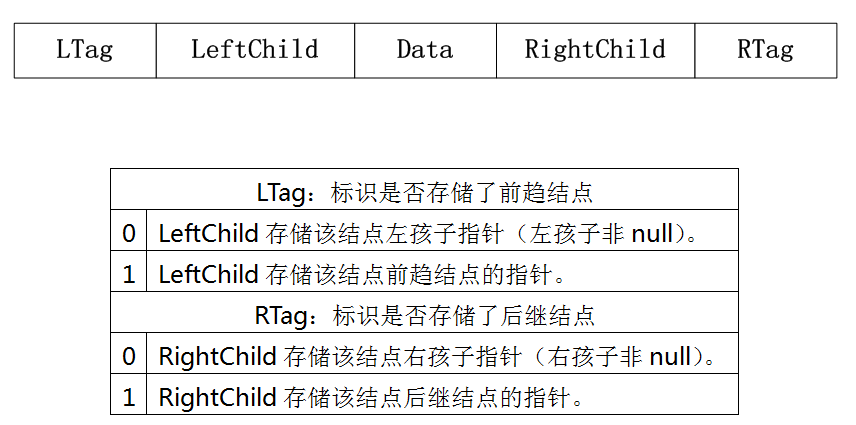 LTag LeftChild Data RightChild RTag
LTag：标识是否存储了前趋结点
0 LeftChild 存储该结点左孩子指针（左孩子非 null）。
1 LeftChild 存储该结点前趋结点的指针。
RTag：标识是否存储了后继结点
0 RightChild 存储该结点右孩子指针（右孩子非 null）。
1 RightChild 存储该结点后继结点的指针。